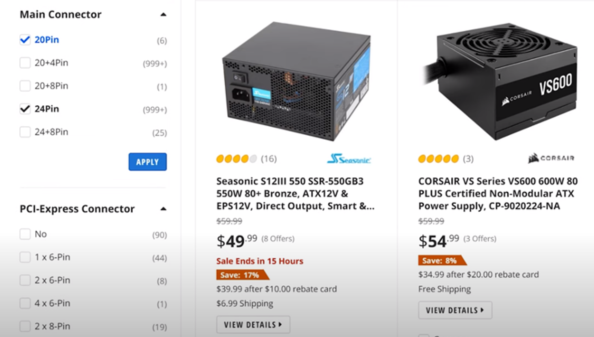 Main Connector
20Pin (6)
20+4Pin (999+)
20+8Pin (1)
24Pin (999+)
24+8Pin (25)
APPLY
PCI-Express Connector
No (90)
1 x 6-Pin (44)
2 x 6-Pin (8)
4 x 6-Pin (1)
2 x 8-Pin (19)
(16) Seasonic
Seasonic S12III 550 SSR-550GB3
550W 80+ Bronze, ATX12V &
EPS12V, Direct Output, Smart &...
$59.99
$49.99 (8 Offers)
Sale Ends in 15 Hours
Save: 17%
$39.99 after $10.00 rebate card
$6.99 Shipping
VIEW DETAILS
CORSAIR
VS600
(3) CORSAIR
CORSAIR VS Series VS600 600W 80
PLUS Certified Non-Modular ATX
Power Supply, CP-9020224-NA
$59.99
$54.99 (3 Offers)
Save: 8%
$34.99 after $20.00 rebate card
Free Shipping
VIEW DETAILS